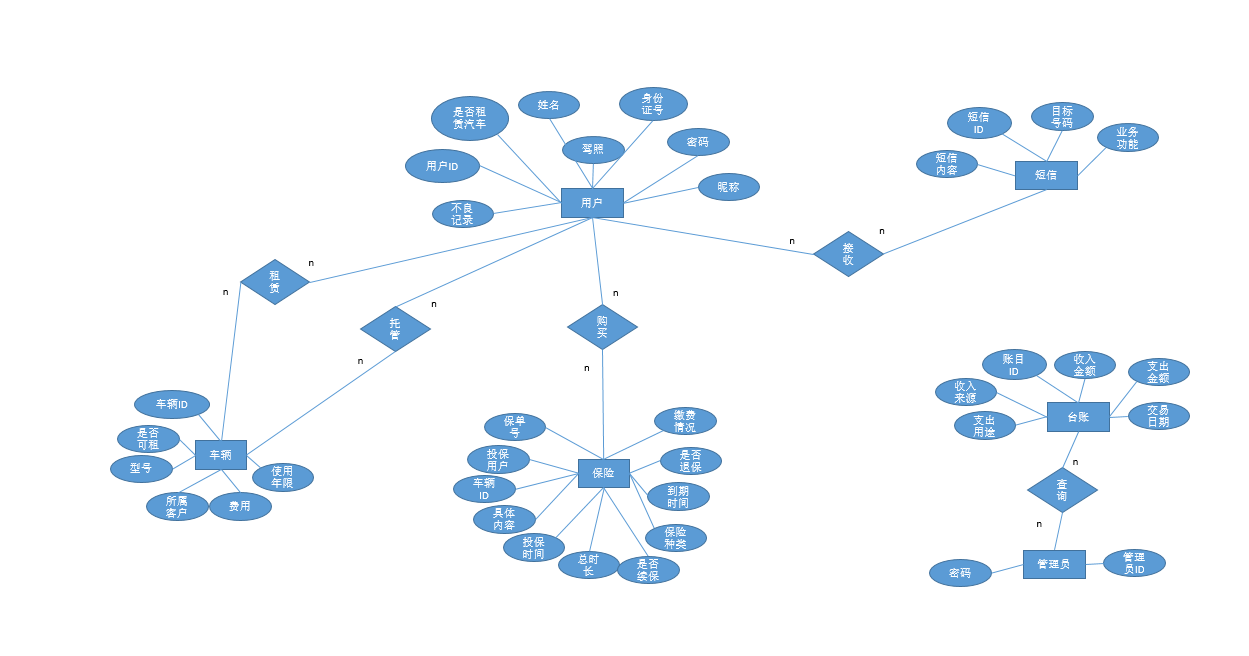 是否租
赁汽车
姓名
身份
证号
驾照
密码
用户ID
昵称
不良
记录
用户
短信
ID
目标
号码
业务
功能
短信
内容
短信
n
n
接
收
租
赁
n
n
托
管
n
n
购
买
n
n
车辆ID
是否
可租
型号
车辆
使用
年限
所属
客户
费用
保单
号
缴费
情况
投保
用户
是否
退保
保险
车辆
ID
到期
时间
具体
内容
保险
种类
投保
时间
总时
长
是否
续保
账目
ID
收入
金额
支出
金额
收入
来源
交易
日期
支出
用途
台账
n
查
询
n
管理员
密码
管理
员ID